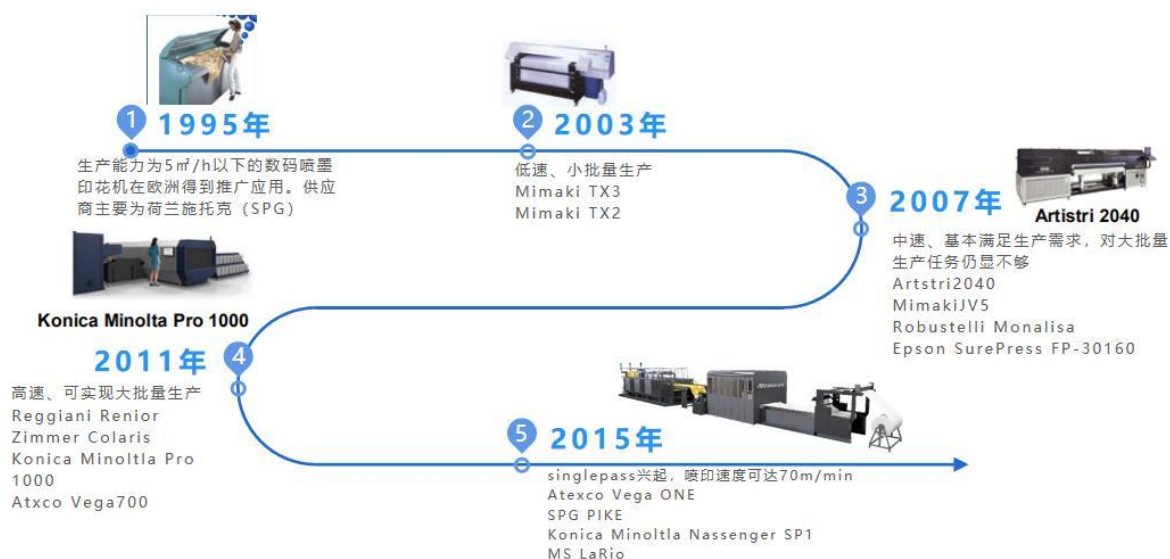 1
1995年
生产能力为5㎡/h以下的数码喷墨
印花机在欧洲得到推广应用。供应
商主要为荷兰施托克（SPG）
2
2003年
低速、小批量生产
Mimaki TX3
Mimaki TX2
3
2007年
Artistri 2040
中速、基本满足生产需求，对大批量
生产任务仍显不够
Artstri2040
MimakiJV5
Robustelli Monalisa
Epson SurePress FP-30160
Konica Minolta Pro 1000
2011年
4
高速、可实现大批量生产
Reggiani Renior
Zimmer Colaris
Konica Minoltla Pro
1000
Atxco Vega700
5
2015年
singlepass兴起，喷印速度可达70m/min
Atexco Vega ONE
SPG PIKE
Konica Minoltla Nassenger SP1
MS LaRio